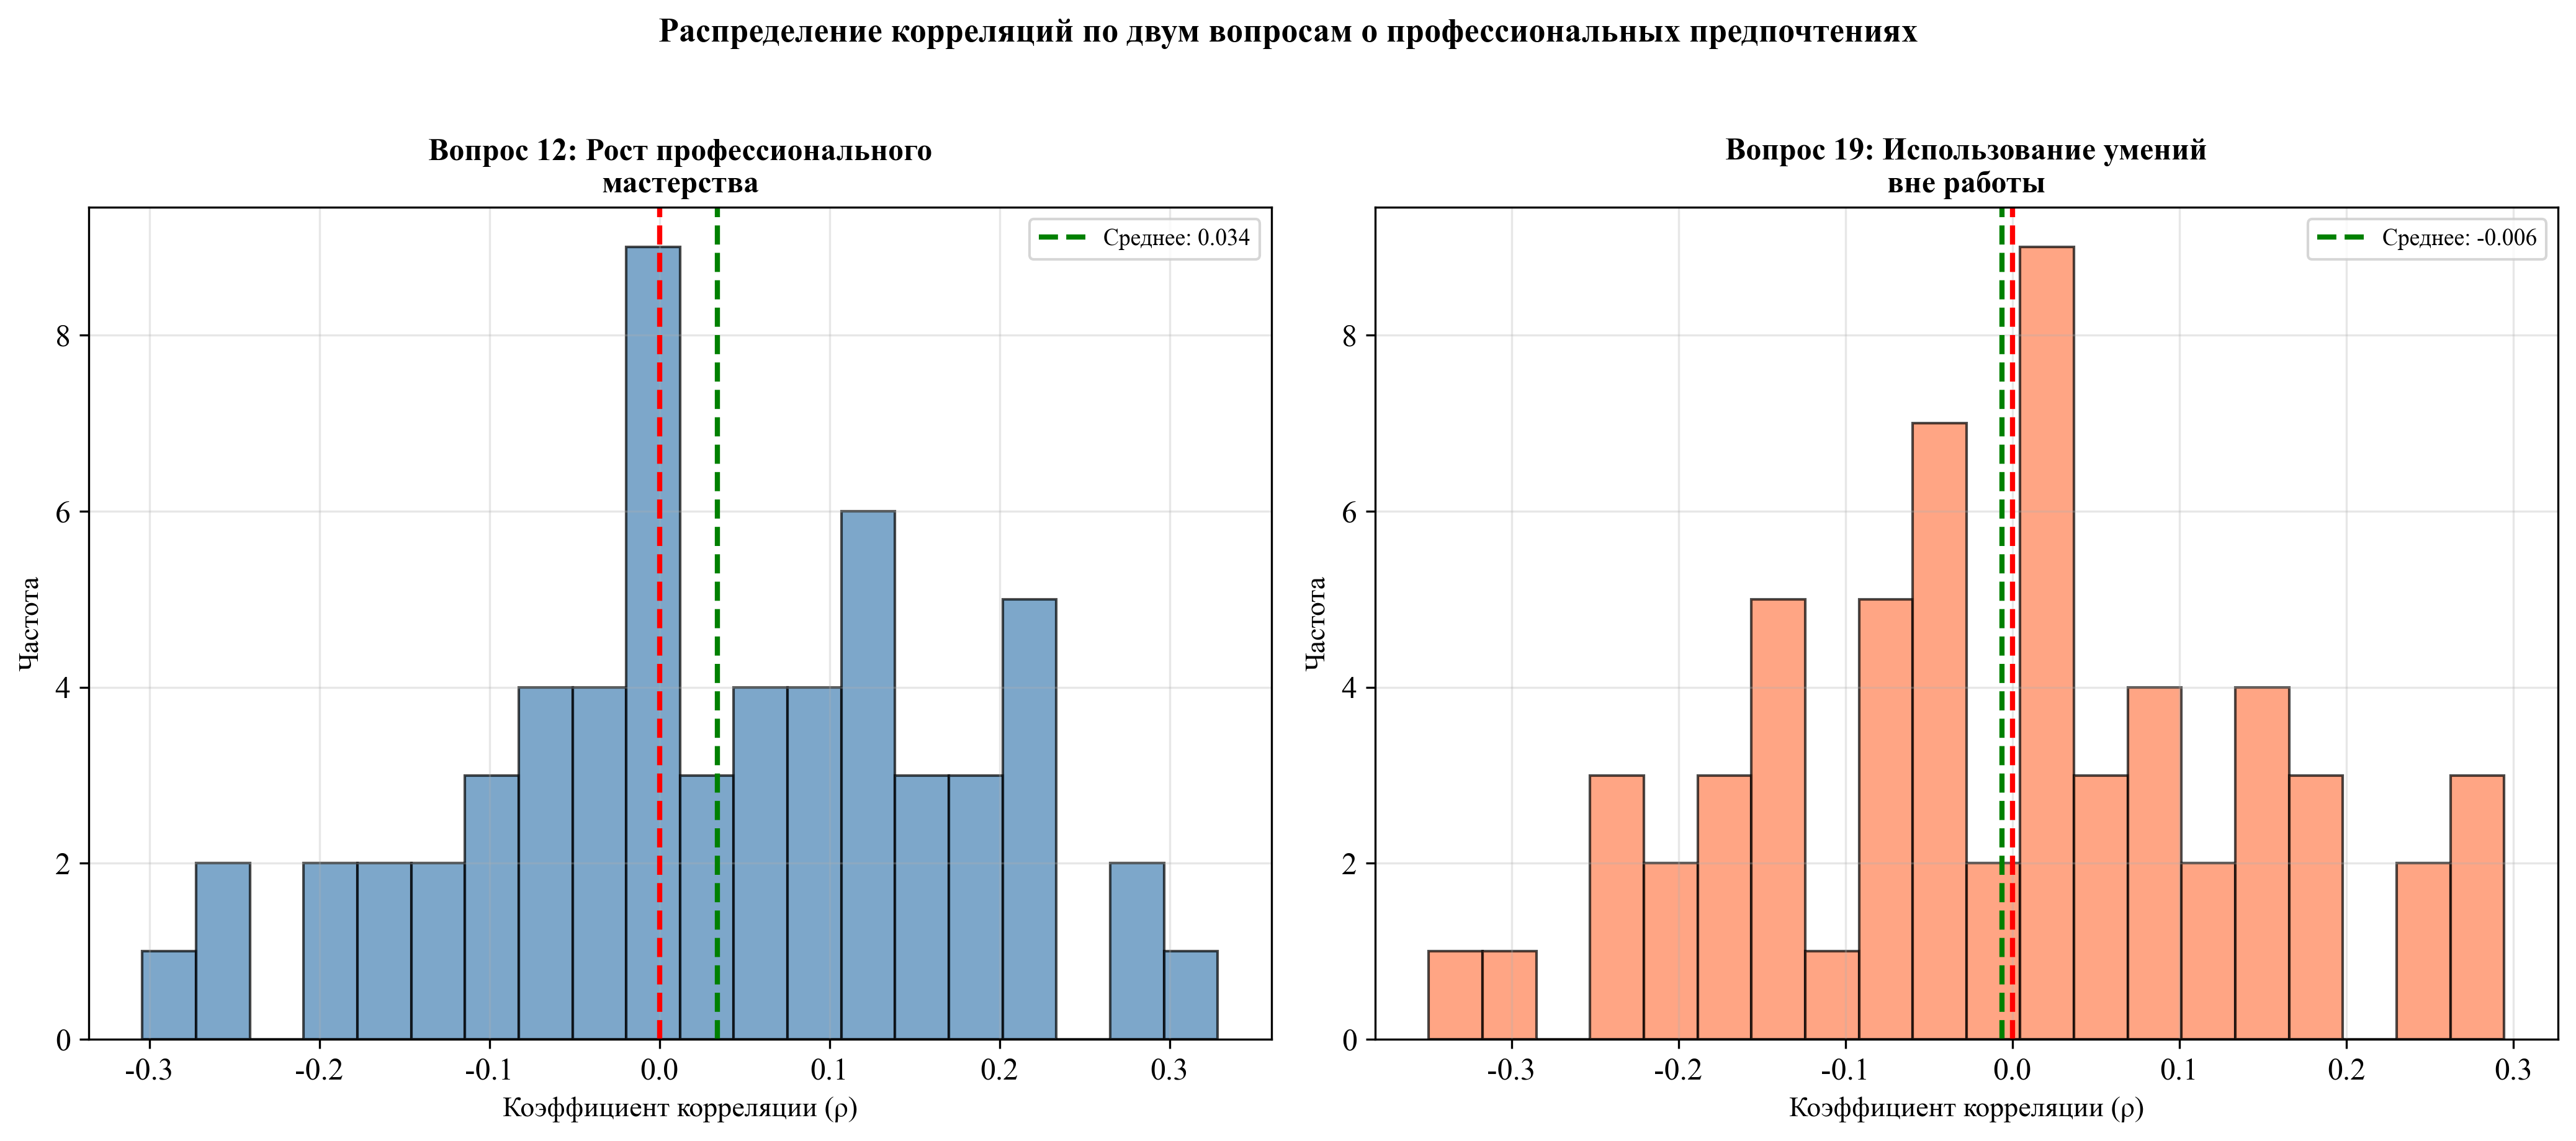 Распределение корреляций по двум вопросам о профессиональных предпочтениях
Вопрос 12: Рост профессионального
мастерства
Среднее: 0.034
Частота
8
6
4
2
0
-0.3 -0.2 -0.1 0.0 0.1 0.2 0.3
Коэффициент корреляции (ρ)
Вопрос 19: Использование умений
вне работы
Среднее: -0.006
Частота
8
6
4
2
0
-0.3 -0.2 -0.1 0.0 0.1 0.2 0.3
Коэффициент корреляции (ρ)